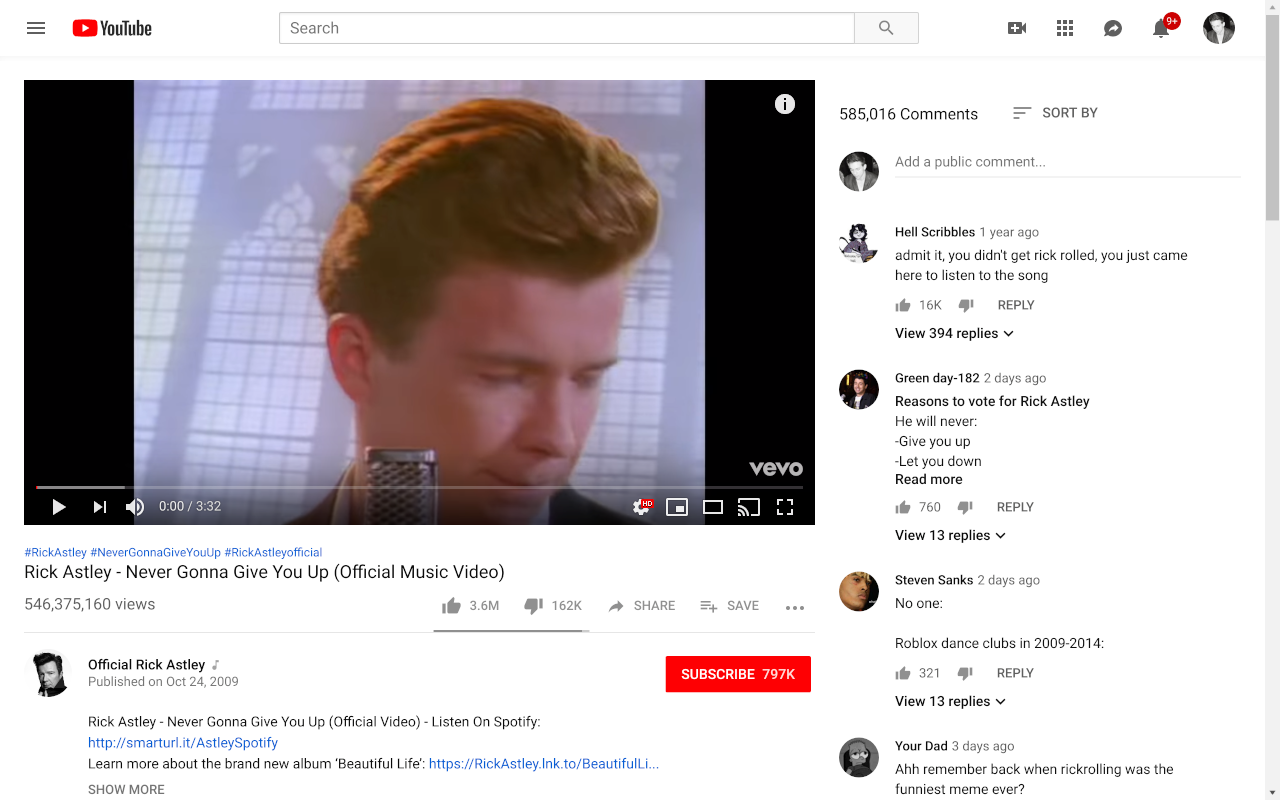 YouTube
Search
9+
vevo
0:00 / 3:32
HD
#RickAstley #NeverGonnaGiveYouUp #RickAstleyofficial
Rick Astley - Never Gonna Give You Up (Official Music Video)
546,375,160 views
3.6M
162K
SHARE
SAVE
Official Rick Astley
Published on Oct 24, 2009
SUBSCRIBE 797K
Rick Astley - Never Gonna Give You Up (Official Video) - Listen On Spotify:
http://smarturl.it/AstleySpotify
Learn more about the brand new album ‘Beautiful Life’: https://RickAstley.lnk.to/BeautifulLi...
SHOW MORE
585,016 Comments
SORT BY
Add a public comment...
Hell Scribbles 1 year ago
admit it, you didn't get rick rolled, you just came
here to listen to the song
16K
REPLY
View 394 replies
Green day-182 2 days ago
Reasons to vote for Rick Astley
He will never:
-Give you up
-Let you down
Read more
760
REPLY
View 13 replies
Steven Sanks 2 days ago
No one:
Roblox dance clubs in 2009-2014:
321
REPLY
View 13 replies
Your Dad 3 days ago
Ahh remember back when rickrolling was the
funniest meme ever?